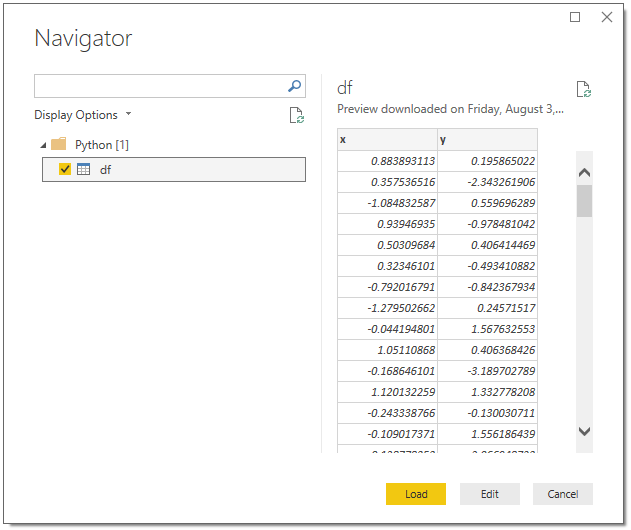 Navigator
Display Options
Python [1]
df
df
Preview downloaded on Friday, August 3,...
x y
0.883893113 0.195865022
0.357536516 -2.343261906
-1.084832587 0.559696289
0.93946935 -0.978481042
0.50309684 0.406414469
0.32346101 -0.493410882
-0.792016791 -0.842367934
-1.279502662 0.24571517
-0.044194801 1.567632553
1.05110868 0.406368426
-0.168646101 -3.189702789
1.120132259 1.332778208
-0.243338766 -0.130030711
-0.109017371 1.556186439
Load Edit Cancel